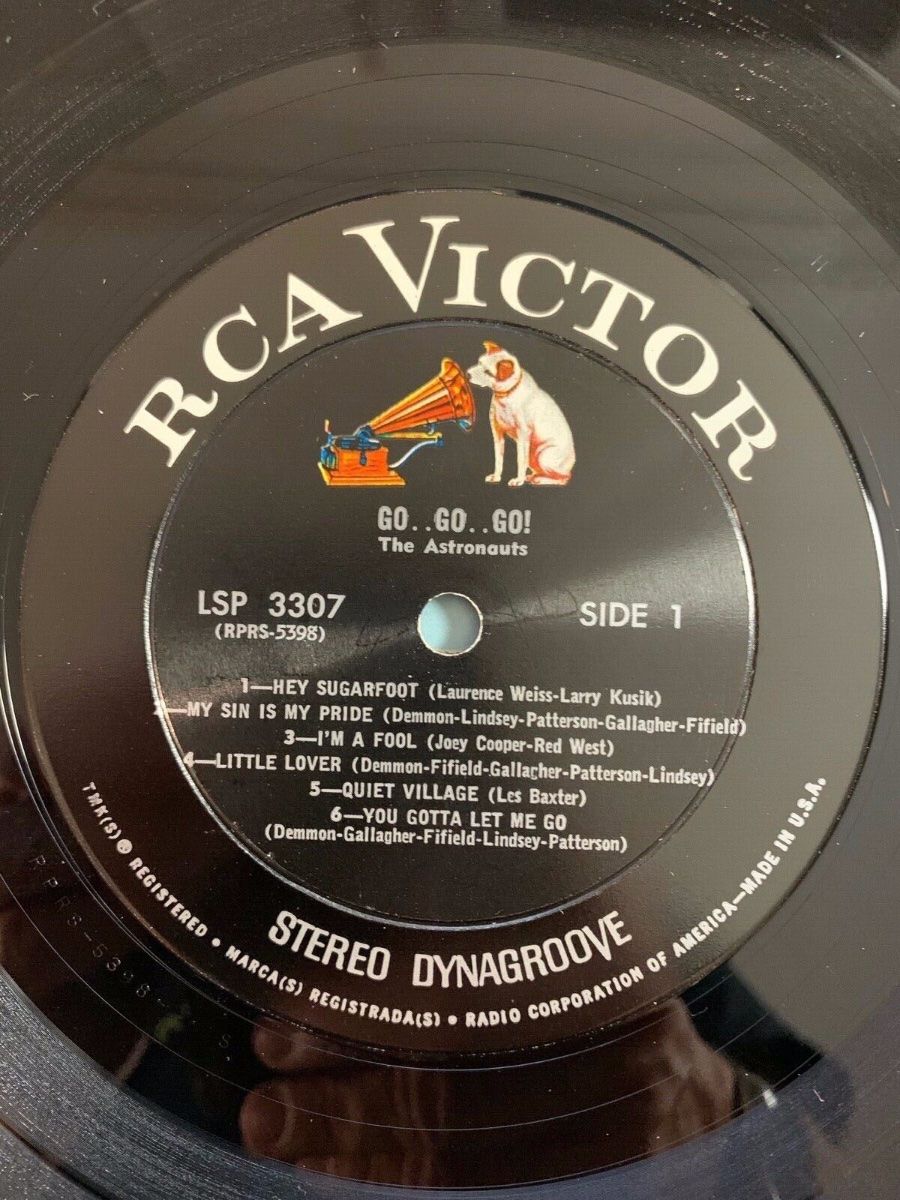 RCA VICTOR
GO..GO..GO!
The Astronauts
LSP 3307
(RPRS-5398)
SIDE 1
1—HEY SUGARFOOT (Laurence Weiss-Larry Kusik)
—MY SIN IS MY PRIDE (Demmon-Lindsey-Patterson-Gallagher-Fifield)
3—I'M A FOOL (Joey Cooper-Red West)
4—LITTLE LOVER (Demmon-Fifield-Gallagher-Patterson-Lindsey)
5—QUIET VILLAGE (Les Baxter)
6—YOU GOTTA LET ME GO
(Demmon-Gallagher-Fifield-Lindsey-Patterson)
STEREO DYNAGROOVE
TMK(S) ® REGISTERED • MARCA(S) REGISTRADA(S) • RADIO CORPORATION OF AMERICA—MADE IN U.S.A.